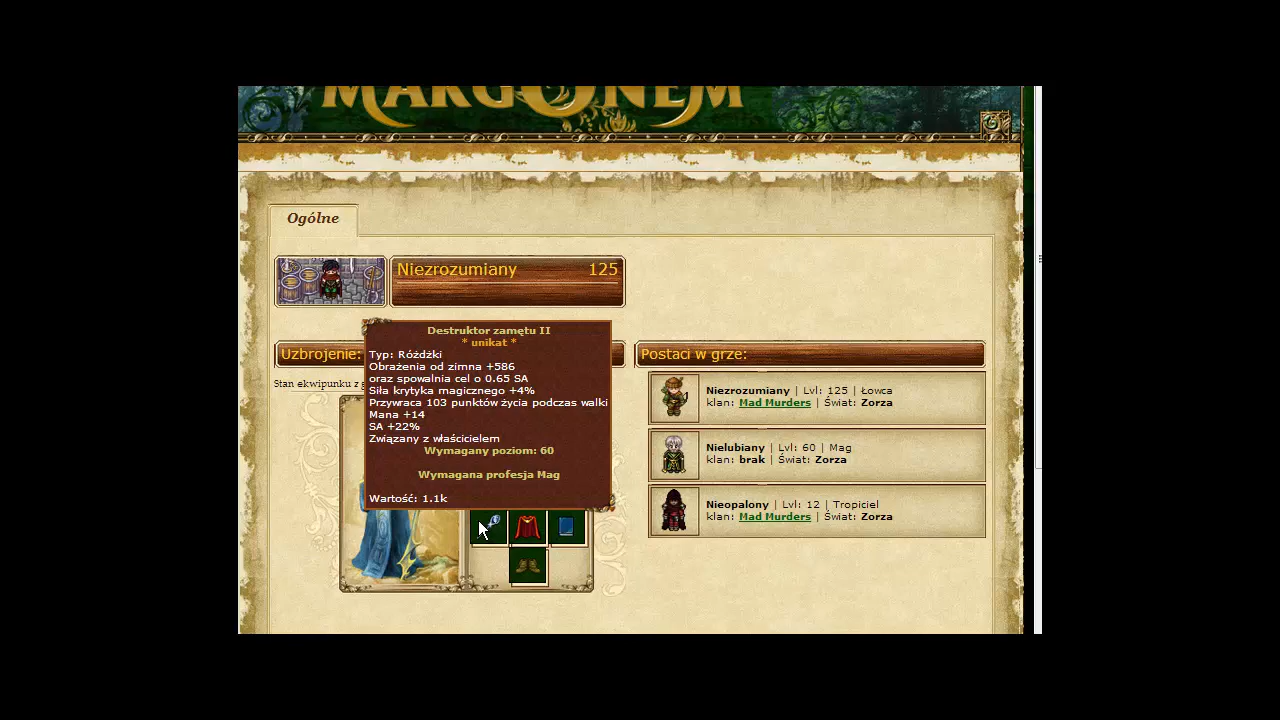 MARGONEM
Ogólne
Niezrozumiany 125
Uzbrojenie:
Stan ekwipunku z
Destruktor zamętu II
* unikat *
Typ: Różdżki
Obrażenia od zimna +586
oraz spowalnia cel o 0.65 SA
Siła krytyka magicznego +4%
Przywraca 103 punktów życia podczas walki
Mana +14
SA +22%
Związany z właścicielem
Wymagany poziom: 60
Wymagana profesja Mag
Wartość: 1.1k
Postaci w grze:
Niezrozumiany | Lvl: 125 | Łowca
klan: Mad Murders | Świat: Zorza
Nielubiany | Lvl: 60 | Mag
klan: brak | Świat: Zorza
Nieopalony | Lvl: 12 | Tropiciel
klan: Mad Murders | Świat: Zorza